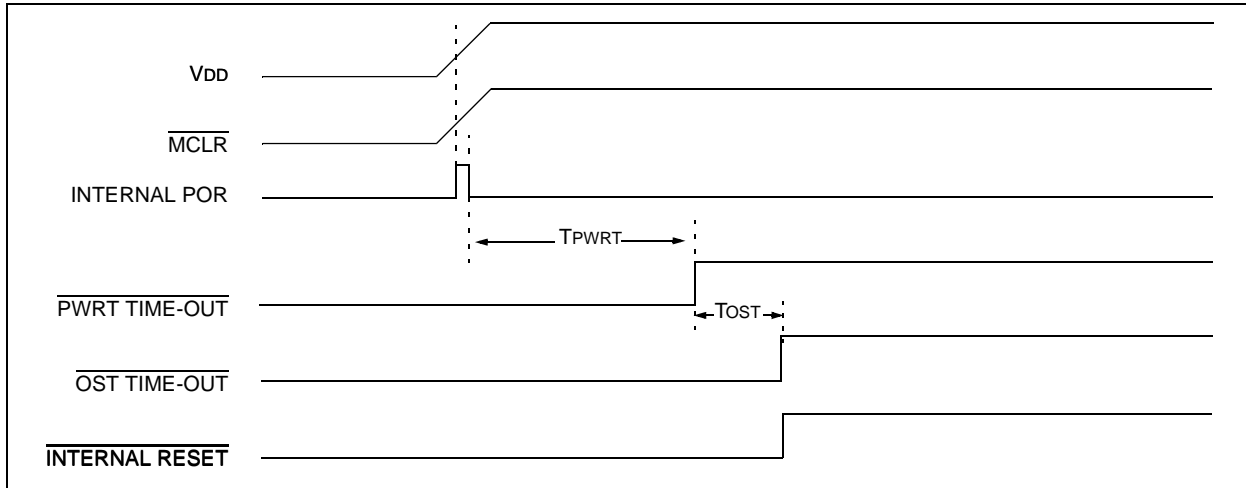 VDD
MCLR
INTERNAL POR
TPWRT
PWRT TIME-OUT
TOST
OST TIME-OUT
INTERNAL RESET